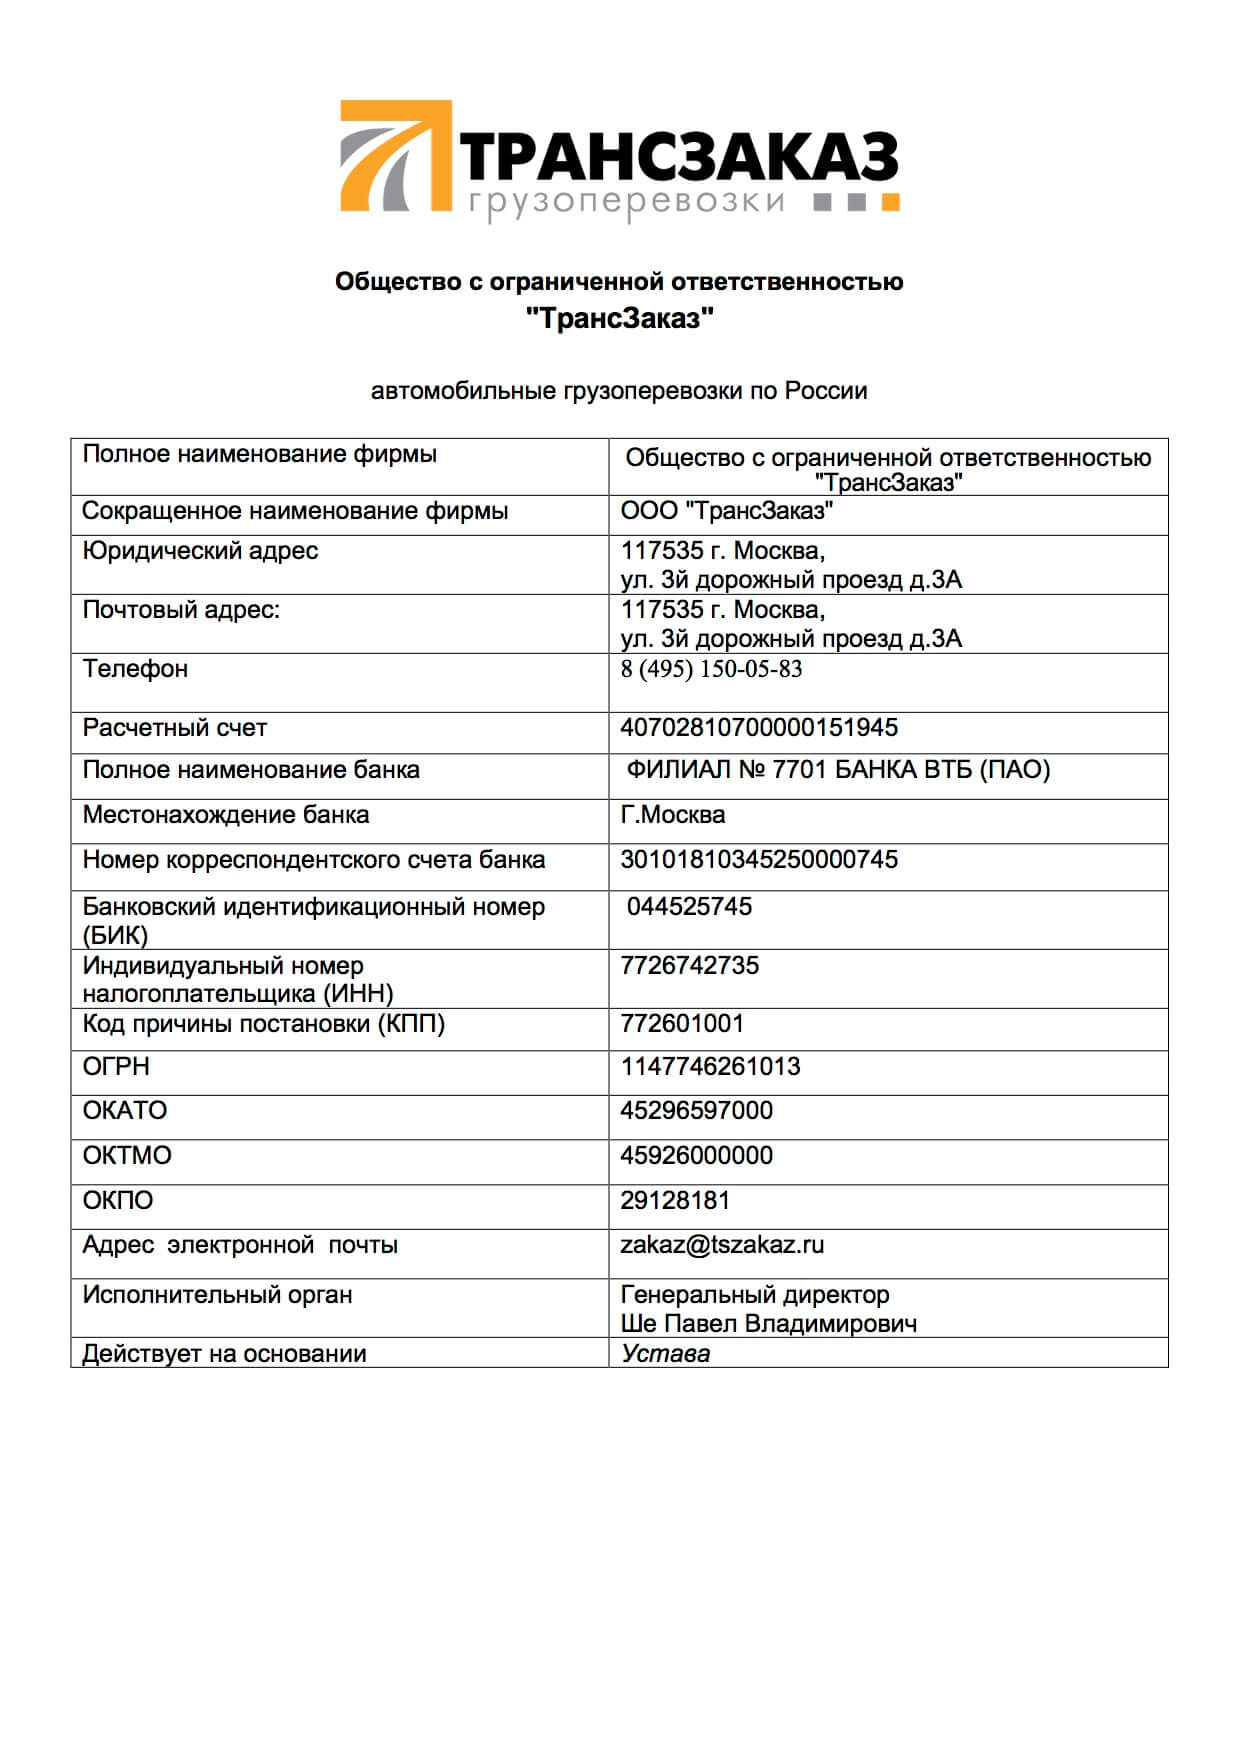 ТРАНСЗАКАЗ
грузоперевозки
Общество с ограниченной ответственностью
"ТрансЗаказ"
автомобильные грузоперевозки по России
Полное наименование фирмы
Общество с ограниченной ответственностью
"ТрансЗаказ"
Сокращенное наименование фирмы
ООО "ТрансЗаказ"
Юридический адрес
117535 г. Москва,
ул. 3й дорожный проезд д.3А
Почтовый адрес:
117535 г. Москва,
ул. 3й дорожный проезд д.3А
Телефон
8 (495) 150-05-83
Расчетный счет
40702810700000151945
Полное наименование банка
ФИЛИАЛ № 7701 БАНКА ВТБ (ПАО)
Местонахождение банка
Г.Москва
Номер корреспондентского счета банка
30101810345250000745
Банковский идентификационный номер
(БИК)
044525745
Индивидуальный номер
налогоплательщика (ИНН)
7726742735
Код причины постановки (КПП)
772601001
ОГРН
1147746261013
ОКАТО
45296597000
ОКТМО
45926000000
ОКПО
29128181
Адрес электронной почты
zakaz@tszakaz.ru
Исполнительный орган
Генеральный директор
Ше Павел Владимирович
Действует на основании
Устава